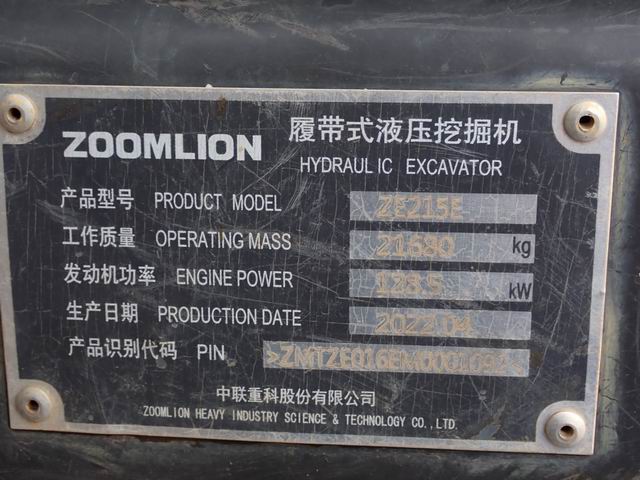 ZOOMLION 履带式液压挖掘机
HYDRAULIC EXCAVATOR
产品型号 PRODUCT MODEL ZE215E
工作质量 OPERATING MASS 21680 kg
发动机功率 ENGINE POWER 128.5 kW
生产日期 PRODUCTION DATE 2022.04
产品识别代码 PIN
中联重科股份有限公司
ZOOMLION HEAVY INDUSTRY SCIENCE & TECHNOLOGY CO.,LTD.